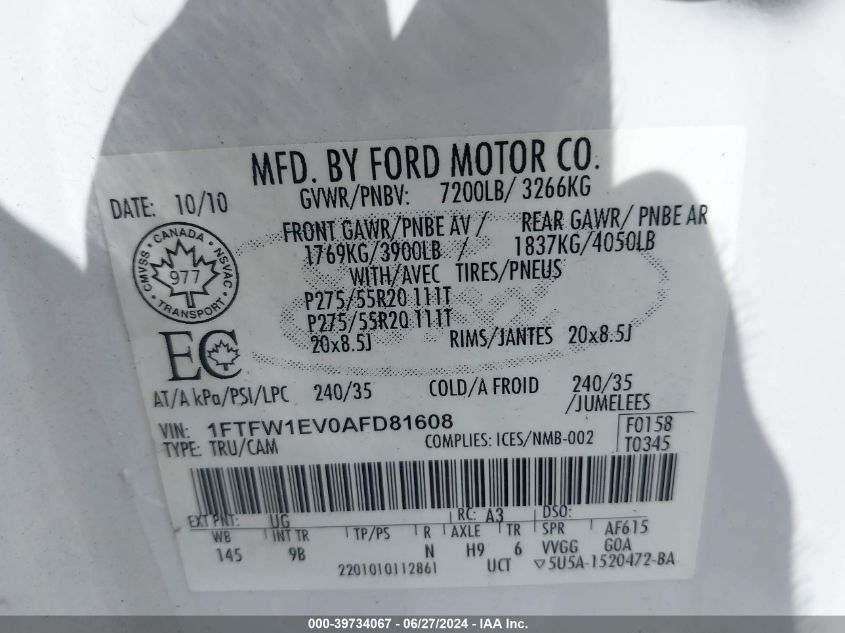 MFD. BY FORD MOTOR CO.
DATE: 10/10
GVWR/PNBV: 7200LB/ 3266KG
FRONT GAWR/PNBE AV / REAR GAWR/ PNBE AR
1769KG/3900LB / 1837KG/4050LB
WITH/AVEC TIRES/PNEUS
P275/55R20 111T
P275/55R20 111T
20x8.5J RIMS/JANTES 20x8.5J
CANADA
CMVSS NSVAC
977
TRANSPORT
EC
AT/A kPa/PSI/LPC 240/35 COLD/A FROID 240/35
/JUMELEES
VIN: 1FTFW1EV0AFD81608
TYPE: TRU/CAM COMPLIES: ICES/NMB-002
F0158
T0345
EXT PNT: UG RC: A3 DSO:
WB INT TR TP/PS R AXLE TR SPR AF615
145 9B N H9 6 VVGG G0A
2201010112861 UCT 5U5A-1520472-BA
000-39734067 - 06/27/2024 - IAAI.com